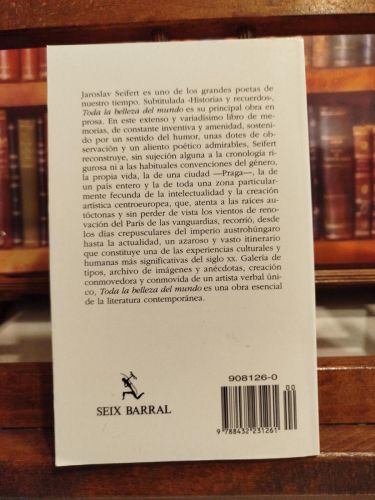 Jaroslav Seifert es uno de los grandes poetas de
nuestro tiempo. Subtitulada «Historias y recuerdos»,
Toda la belleza del mundo es su principal obra en
prosa. En este extenso y variadísimo libro de me-
morias, de constante inventiva y amenidad, sosteni-
do por un sentido del humor, unas dotes de ob-
servación y un aliento poético admirables, Seifert
reconstruye, sin sujeción alguna a la cronología ri-
gurosa ni a las habituales convenciones del género,
la propia vida, la de una ciudad —Praga—, la de
un país entero y la de toda una zona particular-
mente fecunda de la intelectualidad y la creación
artística centroeuropea, que, atenta a las raíces au-
tóctonas y sin perder de vista los vientos de reno-
vación del París de las vanguardias, recorrió, desde
los días crepusculares del imperio austrohúngaro
hasta la actualidad, un azaroso y vasto itinerario
que constituye una de las experiencias culturales y
humanas más significativas del siglo XX. Galería de
tipos, archivo de imágenes y anécdotas, creación
conmovedora y conmovida de un artista verbal úni-
co, Toda la belleza del mundo es una obra esencial
de la literatura contemporánea.
908126-0
00
SEIX BARRAL
9 788432 231261